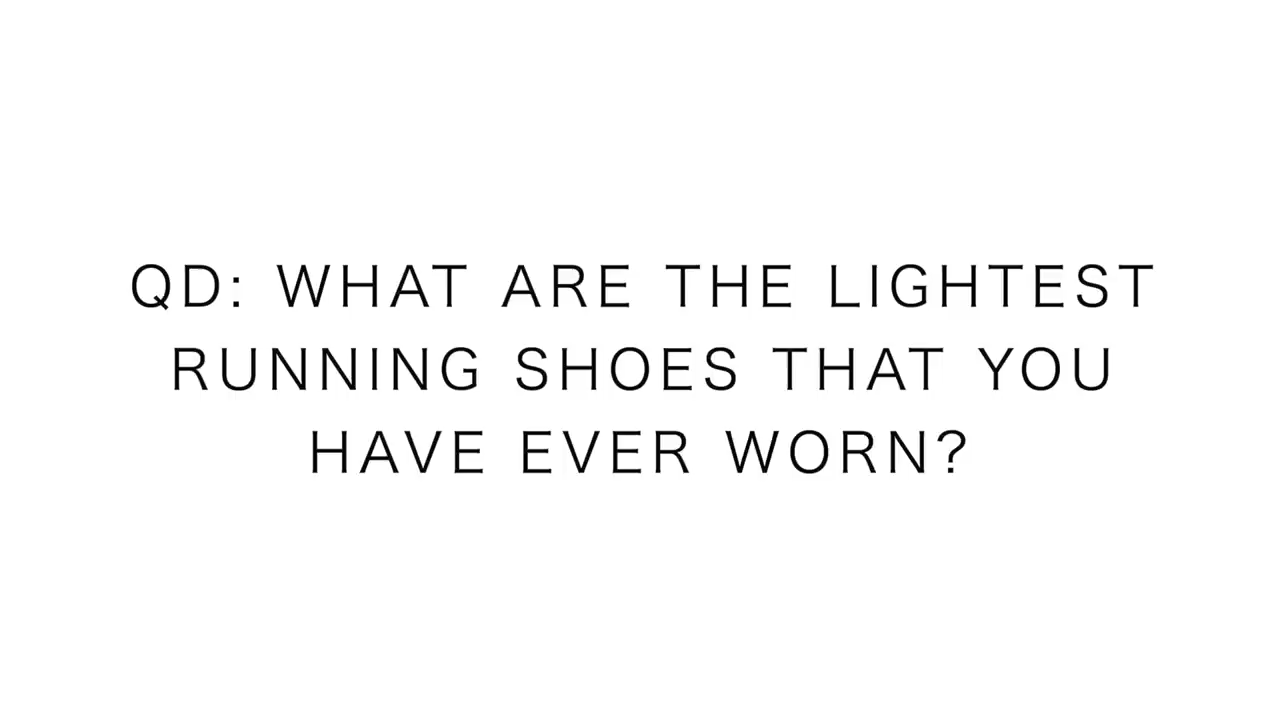 QD: WHAT ARE THE LIGHTEST
RUNNING SHOES THAT YOU
HAVE EVER WORN?